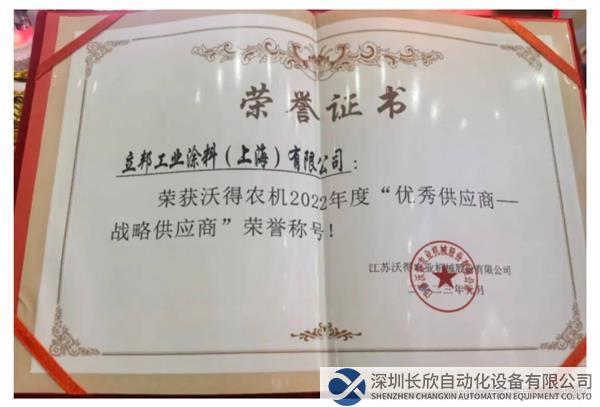 荣誉证书
立邦工业涂料（上海）有限公司：
荣获沃得农机2022年度“优秀供应商—
战略供应商”荣誉称号！
江苏沃得农业机械股份有限公司
深圳长欣自动化设备有限公司
SHENZHEN CHANGXIN AUTOMATION EQUIPMENT CO., LTD